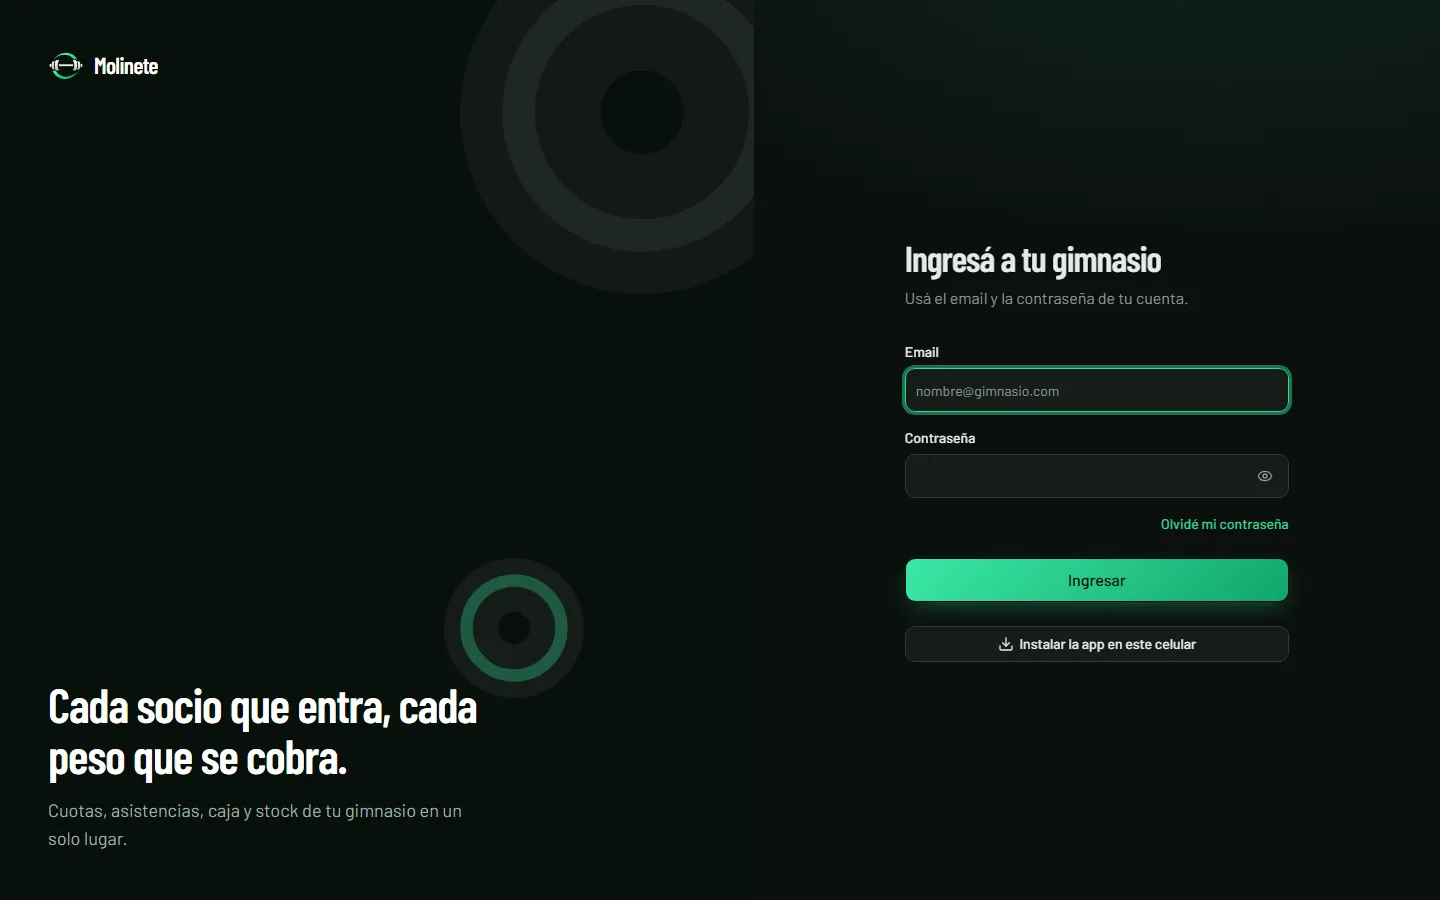 Molinete
Cada socio que entra, cada
peso que se cobra.
Cuotas, asistencias, caja y stock de tu gimnasio en un
solo lugar.
Ingresá a tu gimnasio
Usá el email y la contraseña de tu cuenta.
Email
nombre@gimnasio.com
Contraseña
Olvidé mi contraseña
Ingresar
Instalar la app en este celular